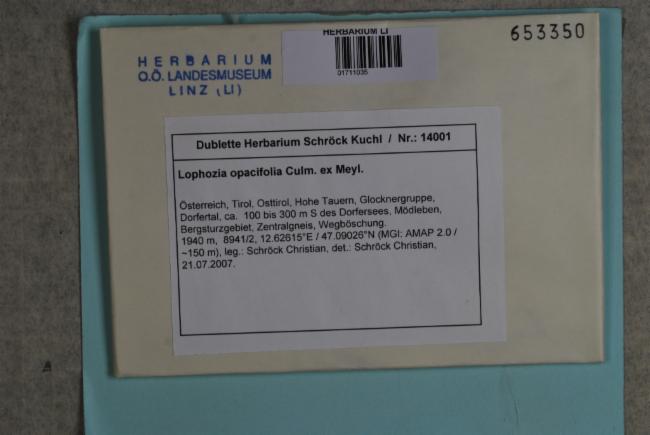 HERBARIUM
O.Ö. LANDESMUSEUM
LINZ (LI)
HERBARIUM LI
01711035
653350
Dublette Herbarium Schröck Kuchl / Nr.: 14001
Lophozia opacifolia Culm. ex Meyl.
Österreich, Tirol, Osttirol, Hohe Tauern, Glocknergruppe,
Dorfertal, ca. 100 bis 300 m S des Dorfersees, Mödleben,
Bergsturzgebiet, Zentralgneis, Wegböschung.
1940 m, 8941/2, 12.62615°E / 47.09026°N (MGI: AMAP 2.0 /
~150 m), leg.: Schröck Christian, det.: Schröck Christian,
21.07.2007.